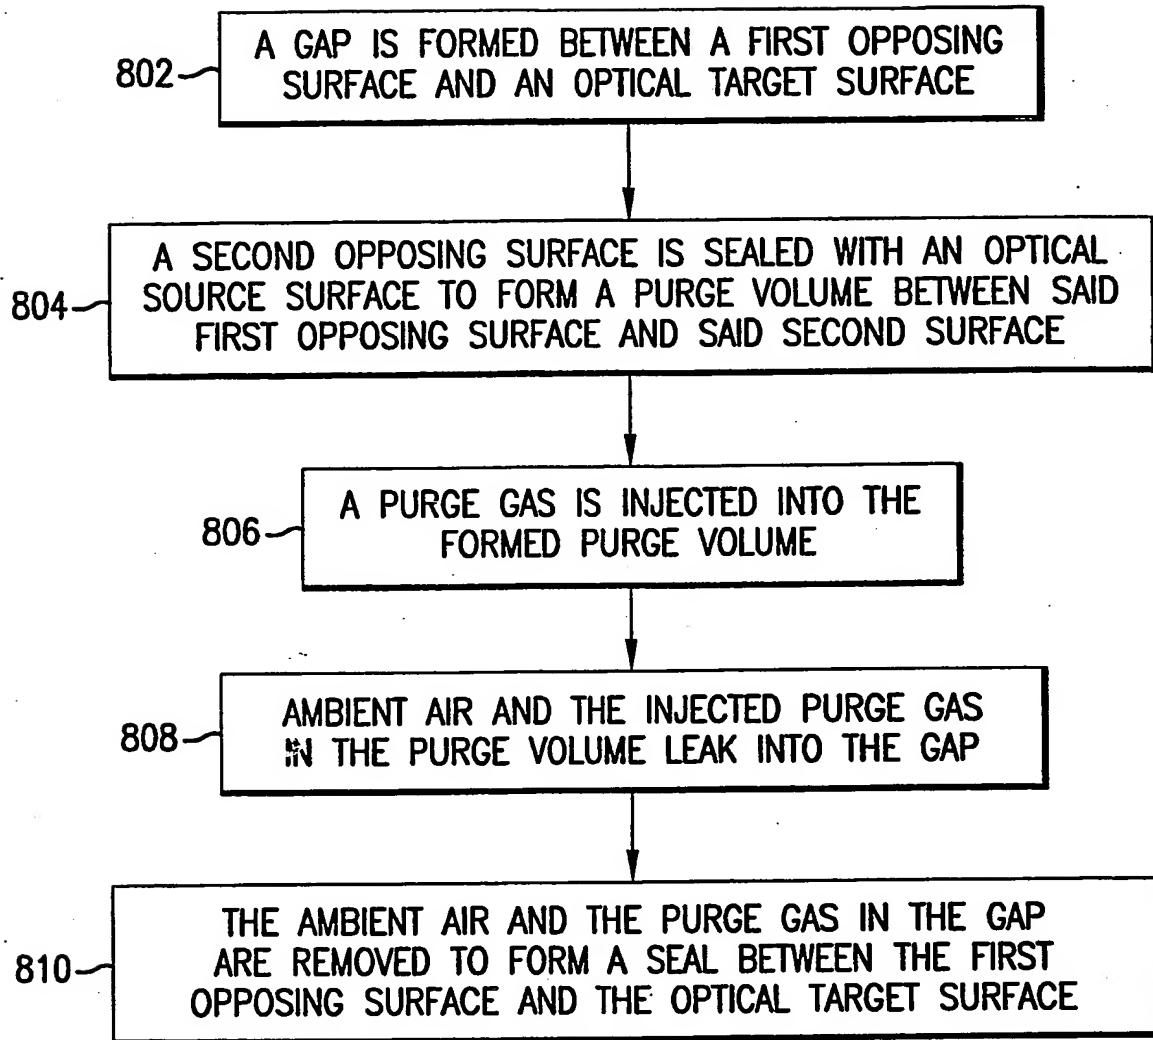 802
A GAP IS FORMED BETWEEN A FIRST OPPOSING
SURFACE AND AN OPTICAL TARGET SURFACE
804
A SECOND OPPOSING SURFACE IS SEALED WITH AN OPTICAL
SOURCE SURFACE TO FORM A PURGE VOLUME BETWEEN SAID
FIRST OPPOSING SURFACE AND SAID SECOND SURFACE
806
A PURGE GAS IS INJECTED INTO THE
FORMED PURGE VOLUME
808
AMBIENT AIR AND THE INJECTED PURGE GAS
IN THE PURGE VOLUME LEAK INTO THE GAP
810
THE AMBIENT AIR AND THE PURGE GAS IN THE GAP
ARE REMOVED TO FORM A SEAL BETWEEN THE FIRST
OPPOSING SURFACE AND THE OPTICAL TARGET SURFACE